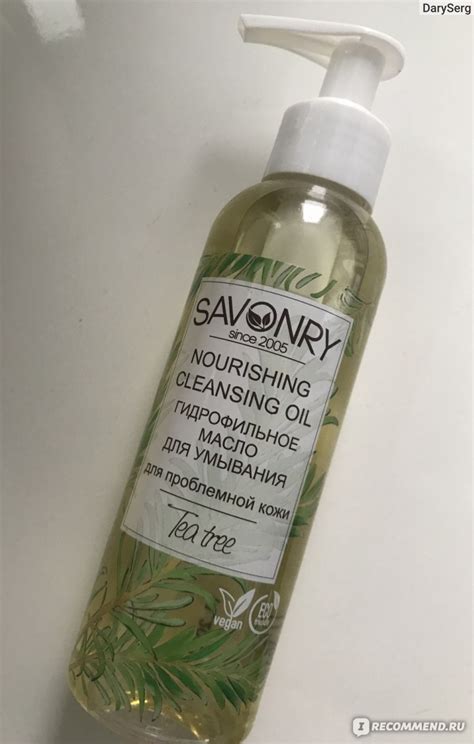 DarySerg
SAVONRY
since 2005
NOURISHING
CLEANSING OIL
ГИДРОФИЛЬНОЕ
МАСЛО
ДЛЯ УМЫВАНИЯ
для проблемной кожи
Tea tree
vegan
ECO
I RECOMMEND.RU